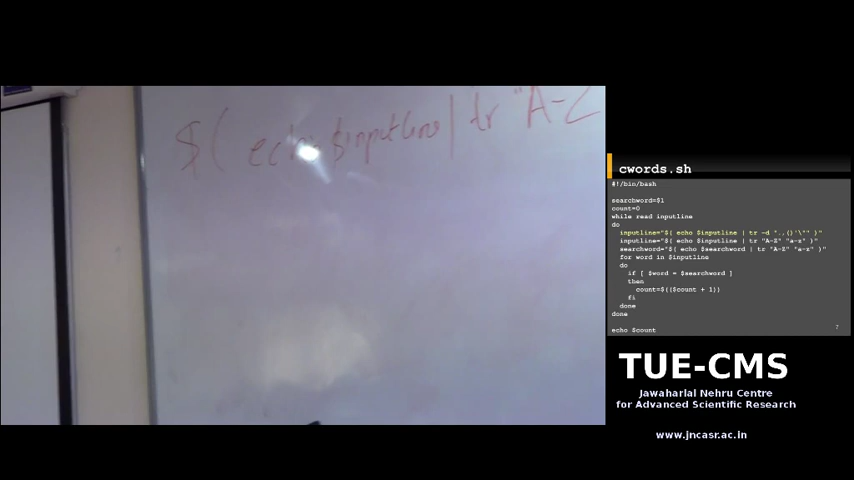 $( echo $inputline | tr "A-Z
cwords.sh
#!/bin/bash
searchword=$1
count=0
while read inputline
do
inputline="$( echo $inputline | tr -d ".,()'\"" )"
inputline="$( echo $inputline | tr "A-Z" "a-z" )"
searchword="$( echo $searchword | tr "A-Z" "a-z" )"
for word in $inputline
do
if [ $word = $searchword ]
then
count=$(($count + 1))
fi
done
done
echo $count
7
TUE-CMS
Jawaharlal Nehru Centre
for Advanced Scientific Research
www.jncasr.ac.in